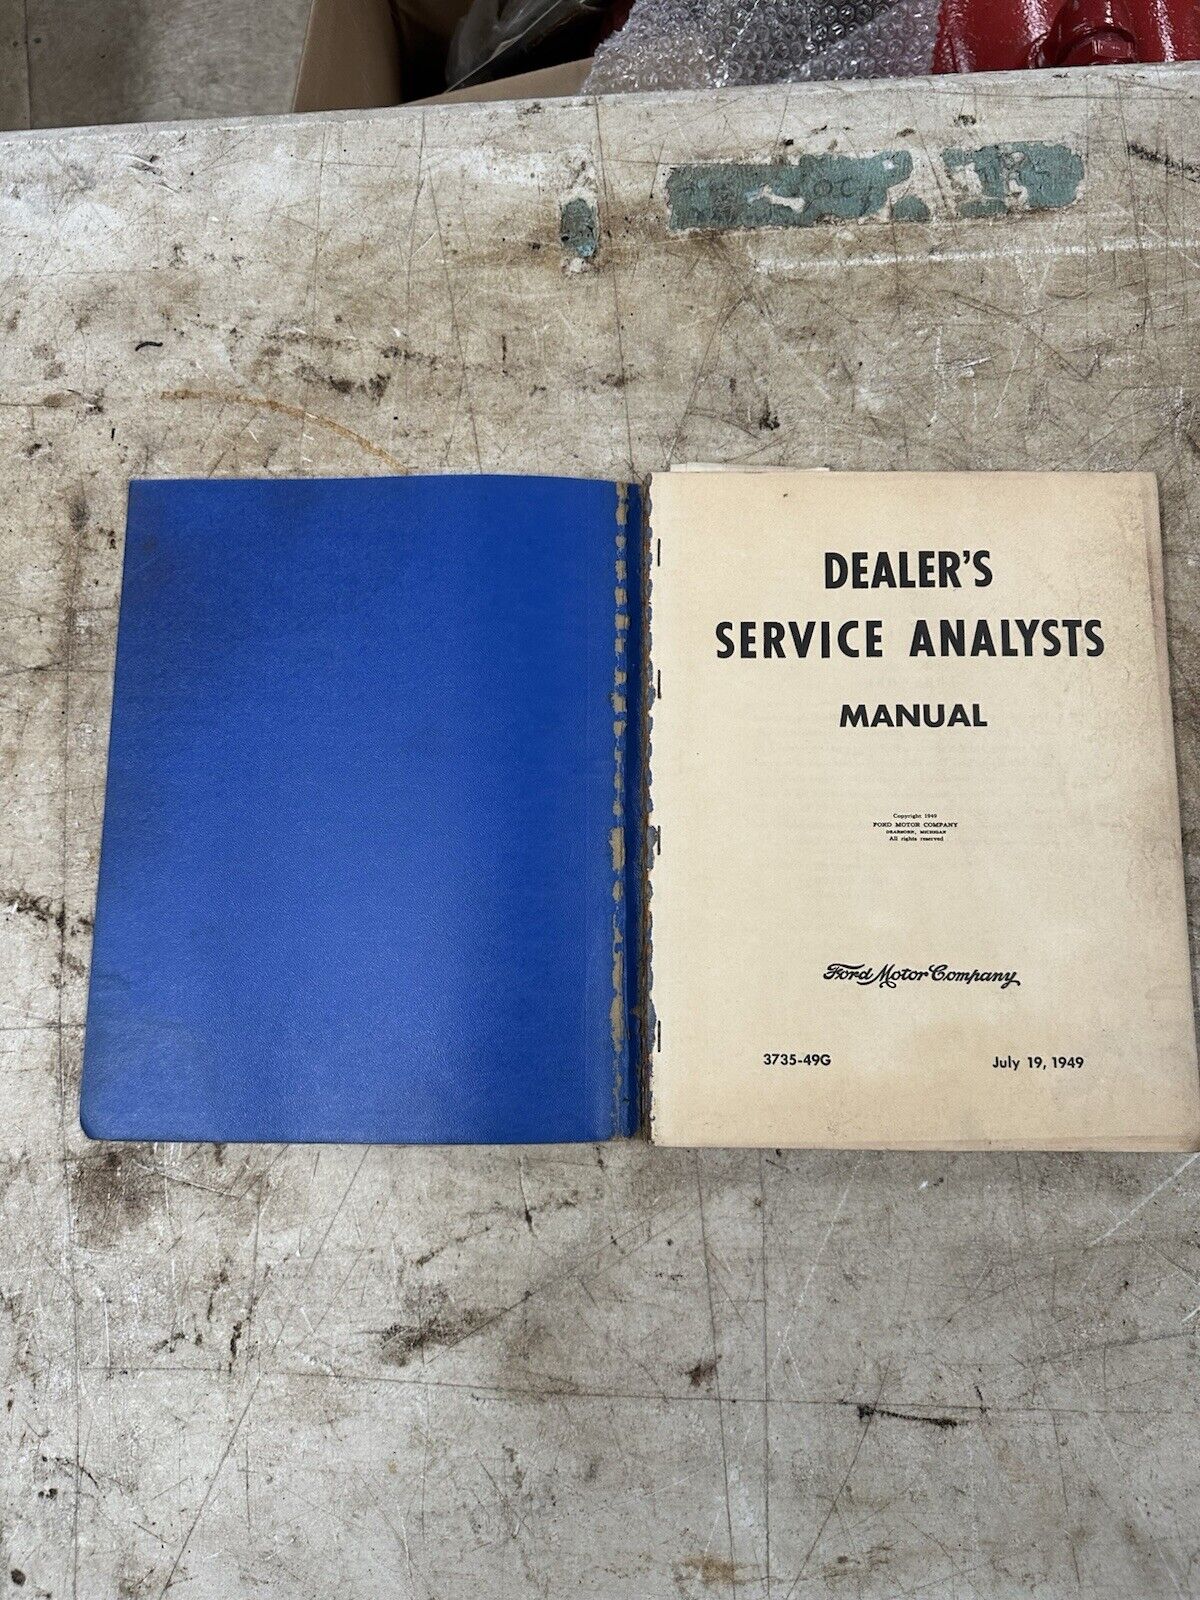 DEALER'S
SERVICE ANALYSTS
MANUAL
Copyright 1949
FORD MOTOR COMPANY
DEARBORN, MICHIGAN
All rights reserved
Ford Motor Company
3735-49G July 19, 1949